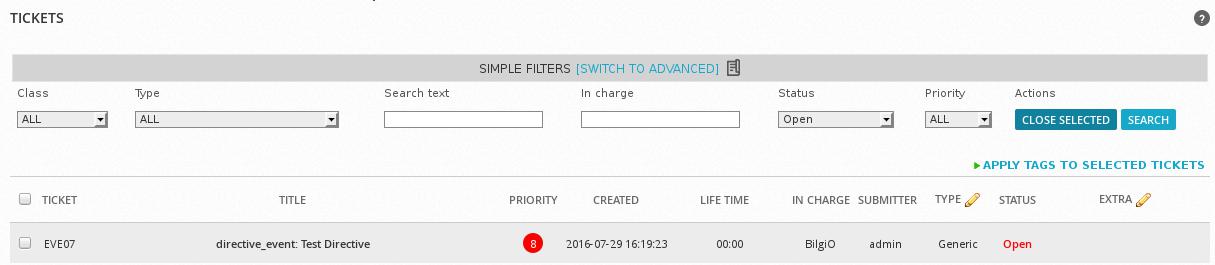 TICKETS
?
SIMPLE FILTERS [SWITCH TO ADVANCED]
Class Type Search text In charge Status Priority Actions
ALL ALL Open ALL CLOSE SELECTED SEARCH
APPLY TAGS TO SELECTED TICKETS
TICKET TITLE PRIORITY CREATED LIFE TIME IN CHARGE SUBMITTER TYPE STATUS EXTRA
EVE07 directive_event: Test Directive 8 2016-07-29 16:19:23 00:00 BilgiO admin Generic Open